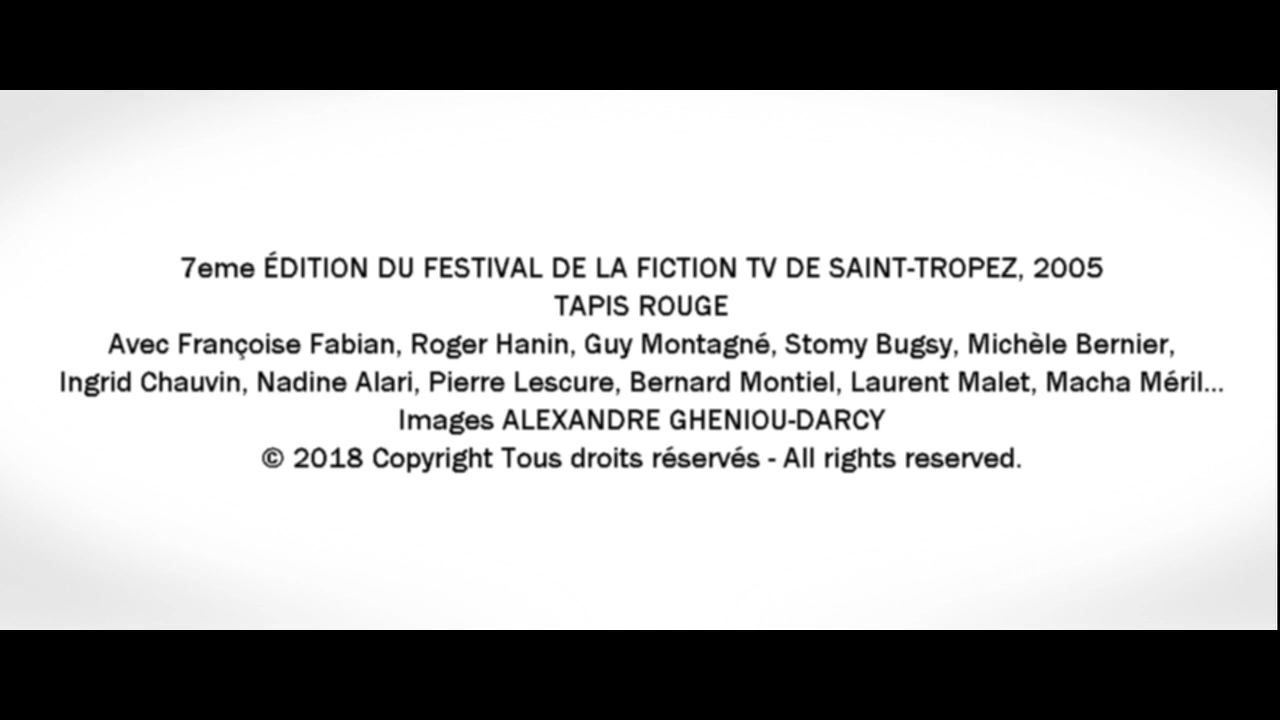 7eme ÉDITION DU FESTIVAL DE LA FICTION TV DE SAINT-TROPEZ, 2005
TAPIS ROUGE
Avec Françoise Fabian, Roger Hanin, Guy Montagné, Stomy Bugsy, Michèle Bernier,
Ingrid Chauvin, Nadine Alari, Pierre Lescure, Bernard Montiel, Laurent Malet, Macha Méril...
Images ALEXANDRE GHENIOU-DARCY
© 2018 Copyright Tous droits réservés - All rights reserved.